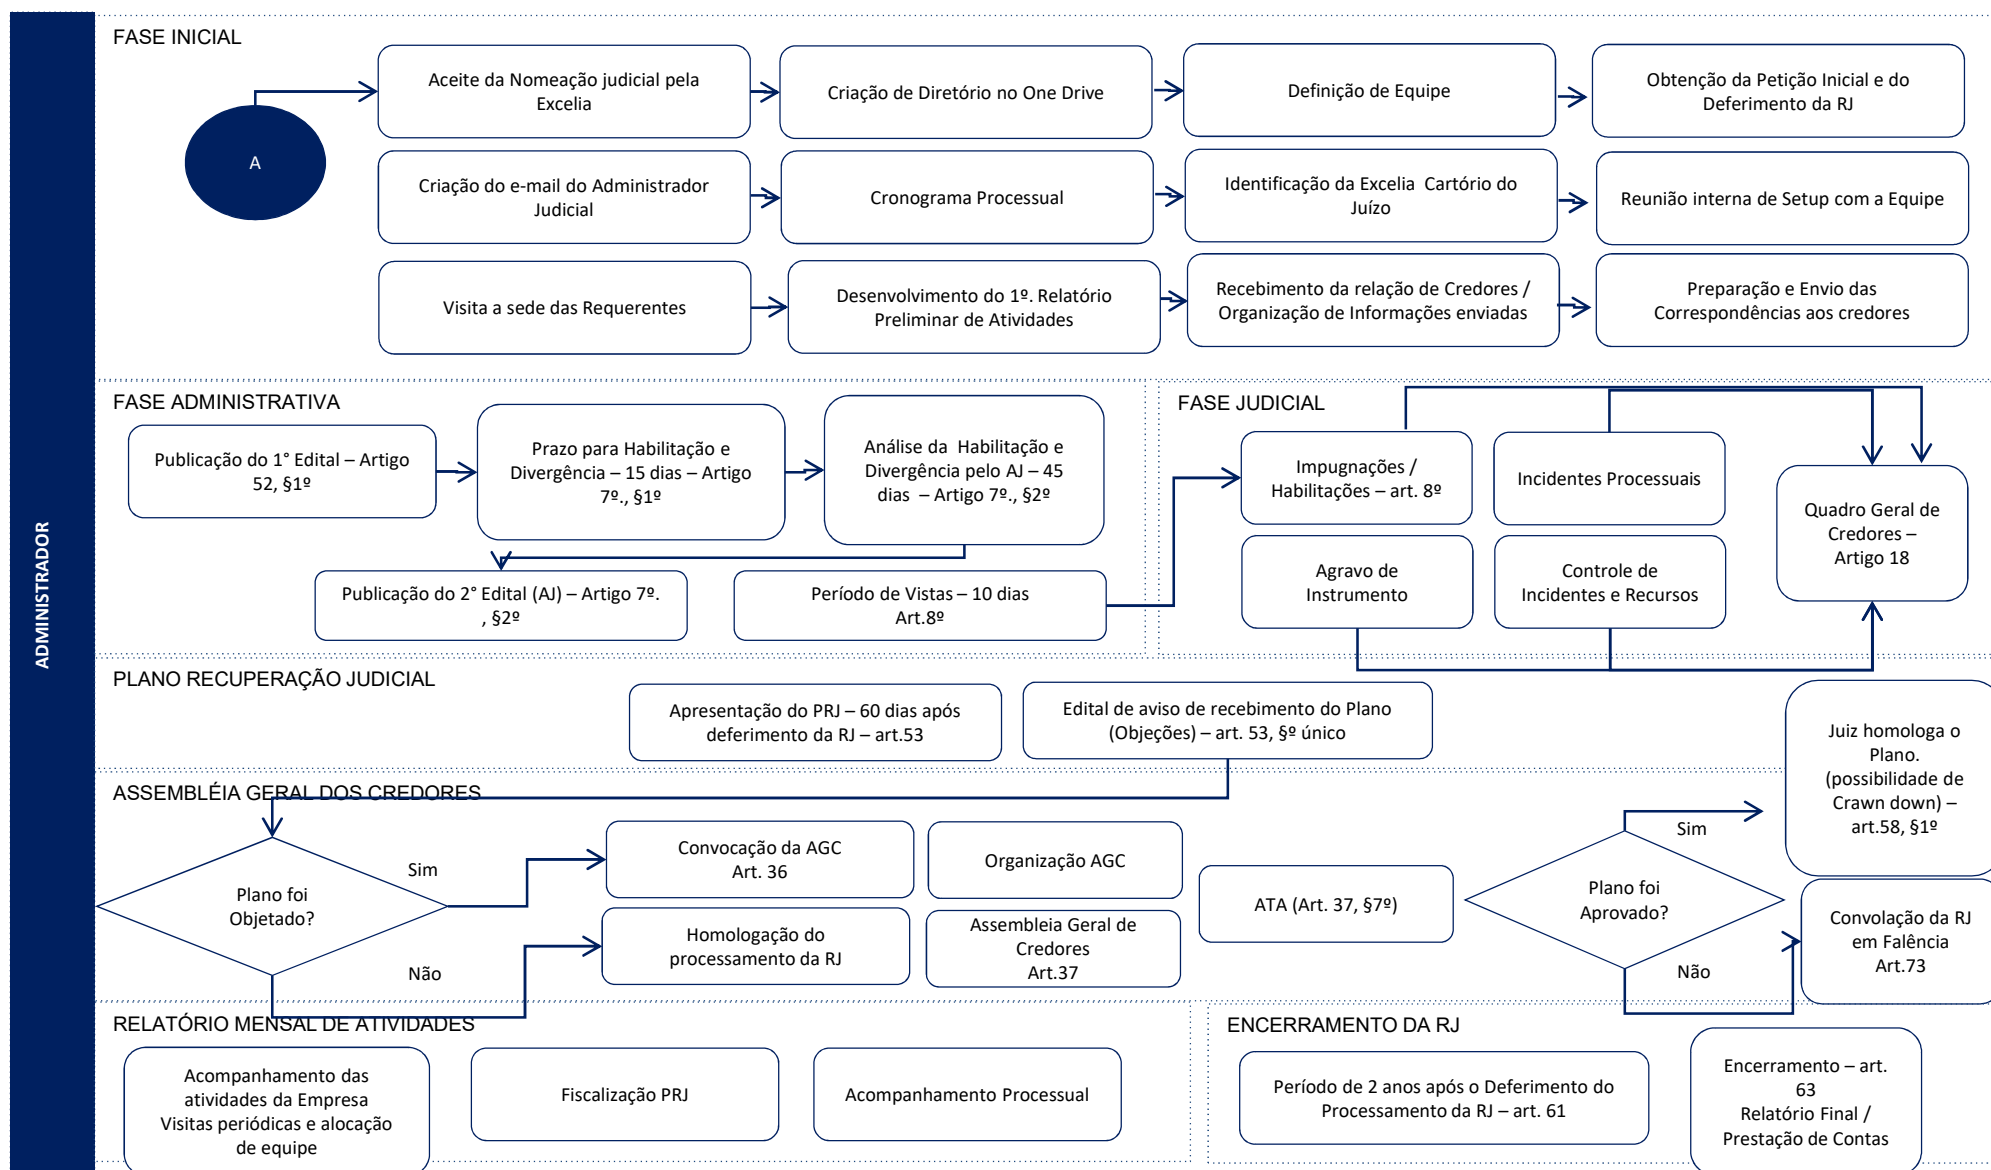 ADMINISTRADOR
FASE INICIAL
A
Aceite da Nomeação judicial pela
Excelia
Criação de Diretório no One Drive
Definição de Equipe
Obtenção da Petição Inicial e do
Deferimento da RJ
Criação do e-mail do Administrador
Judicial
Cronograma Processual
Identificação da Excelia Cartório do
Juízo
Reunião interna de Setup com a Equipe
Visita a sede das Requerentes
Desenvolvimento do 1º. Relatório
Preliminar de Atividades
Recebimento da relação de Credores /
Organização de Informações enviadas
Preparação e Envio das
Correspondências aos credores
FASE ADMINISTRATIVA
Publicação do 1° Edital – Artigo
52, §1º
Prazo para Habilitação e
Divergência – 15 dias – Artigo
7º., §1º
Análise da Habilitação e
Divergência pelo AJ – 45
dias – Artigo 7º., §2º
Publicação do 2° Edital (AJ) – Artigo 7º.
, §2º
Período de Vistas – 10 dias
Art.8º
FASE JUDICIAL
Impugnações /
Habilitações – art. 8º
Incidentes Processuais
Agravo de
Instrumento
Controle de
Incidentes e Recursos
Quadro Geral de
Credores –
Artigo 18
PLANO RECUPERAÇÃO JUDICIAL
Apresentação do PRJ – 60 dias após
deferimento da RJ – art.53
Edital de aviso de recebimento do Plano
(Objeções) – art. 53, §º único
Juiz homologa o
Plano.
(possibilidade de
Crawn down) –
art.58, §1º
ASSEMBLÉIA GERAL DOS CREDORES
Plano foi
Objetado?
Sim
Não
Convocação da AGC
Art. 36
Organização AGC
Homologação do
processamento da RJ
Assembleia Geral de
Credores
Art.37
ATA (Art. 37, §7º)
Plano foi
Aprovado?
Sim
Não
Convolação da RJ
em Falência
Art.73
RELATÓRIO MENSAL DE ATIVIDADES
Acompanhamento das
atividades da Empresa
Visitas periódicas e alocação
de equipe
Fiscalização PRJ
Acompanhamento Processual
ENCERRAMENTO DA RJ
Período de 2 anos após o Deferimento do
Processamento da RJ – art. 61
Encerramento – art.
63
Relatório Final /
Prestação de Contas